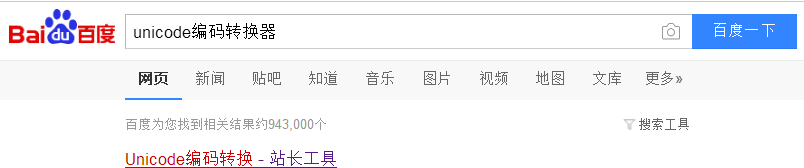 Bai du 百度 unicode编码转换器 百度一下
网页 新闻 贴吧 知道 音乐 图片 视频 地图 文库 更多»
百度为您找到相关结果约943,000个 搜索工具
Unicode编码转换 - 站长工具